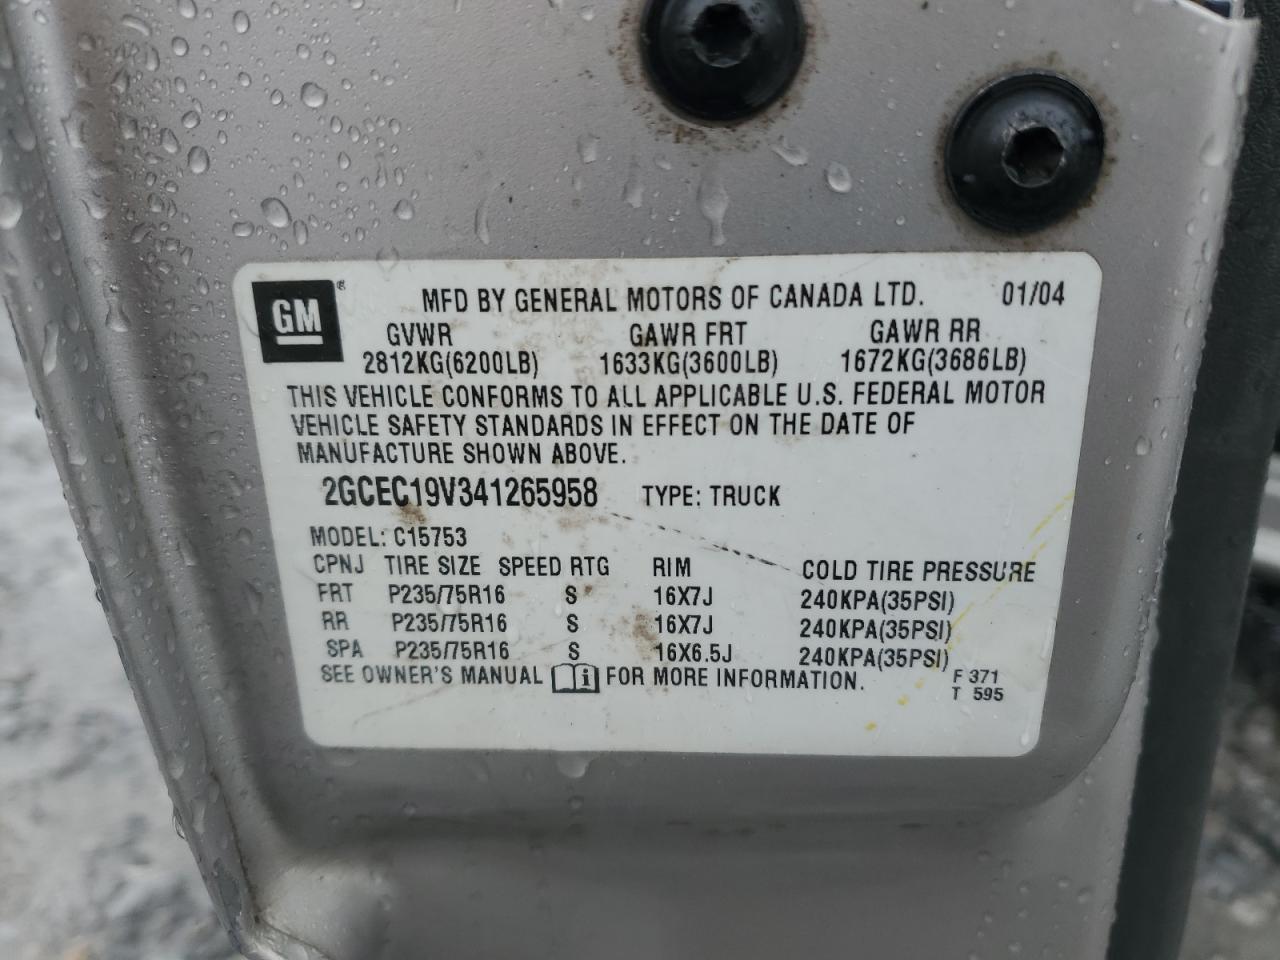 GM ® MFD BY GENERAL MOTORS OF CANADA LTD. 01/04
GVWR GAWR FRT GAWR RR
2812KG(6200LB) 1633KG(3600LB) 1672KG(3686LB)
THIS VEHICLE CONFORMS TO ALL APPLICABLE U.S. FEDERAL MOTOR
VEHICLE SAFETY STANDARDS IN EFFECT ON THE DATE OF
MANUFACTURE SHOWN ABOVE.
2GCEC19V341265958 TYPE: TRUCK
MODEL: C15753
CPNJ TIRE SIZE SPEED RTG RIM COLD TIRE PRESSURE
FRT P235/75R16 S 16X7J 240KPA(35PSI)
RR P235/75R16 S 16X7J 240KPA(35PSI)
SPA P235/75R16 S 16X6.5J 240KPA(35PSI)
SEE OWNER'S MANUAL i FOR MORE INFORMATION.
F 371
T 595